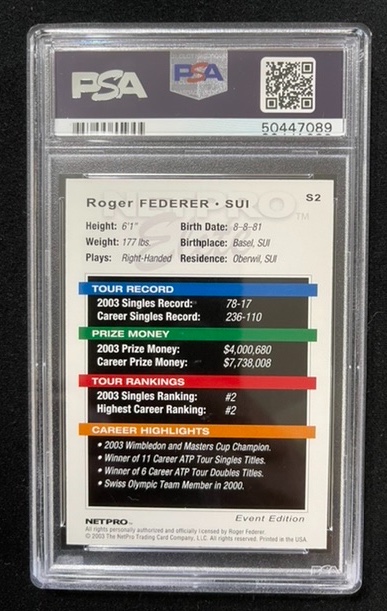 PSA
PSA
50447089
Roger FEDERER • SUI
S2
NETPRO
TM
Height: 6'1" Birth Date: 8-8-81
Weight: 177 lbs. Birthplace: Basel, SUI
Plays: Right-Handed Residence: Oberwil, SUI
TOUR RECORD
2003 Singles Record: 78-17
Career Singles Record: 236-110
PRIZE MONEY
2003 Prize Money: $4,000,680
Career Prize Money: $7,738,008
TOUR RANKINGS
2003 Singles Ranking: #2
Highest Career Ranking: #2
CAREER HIGHLIGHTS
• 2003 Wimbledon and Masters Cup Champion.
• Winner of 11 Career ATP Tour Singles Titles.
• Winner of 6 Career ATP Tour Doubles Titles.
• Swiss Olympic Team Member in 2000.
NETPRO™ Event Edition
All rights personally authorized and officially licensed by Roger Federer.
© 2003 The NetPro Trading Card Company, LLC. All rights reserved. Printed in the USA.
PSA